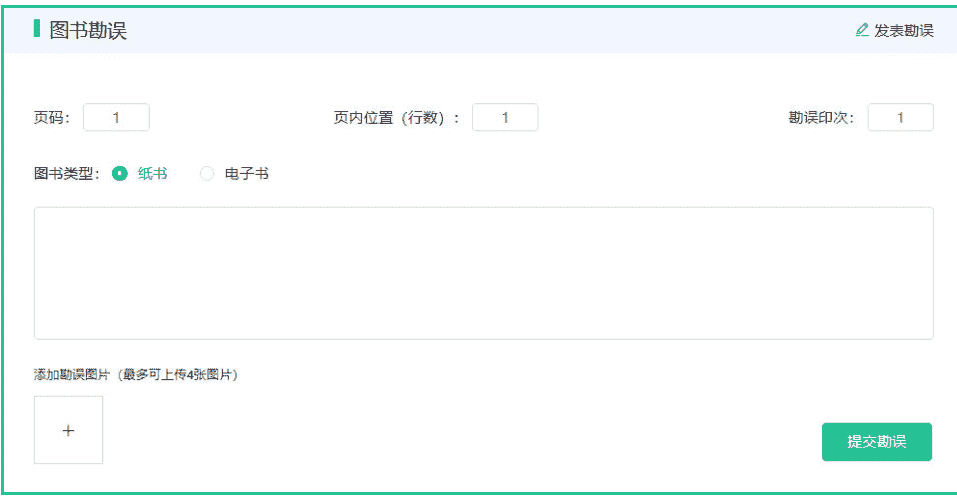 图书勘误
发表勘误
页码： 1 页内位置（行数）： 1 勘误印次： 1
图书类型： 纸书 电子书
添加勘误图片（最多可上传4张图片）
+
提交勘误